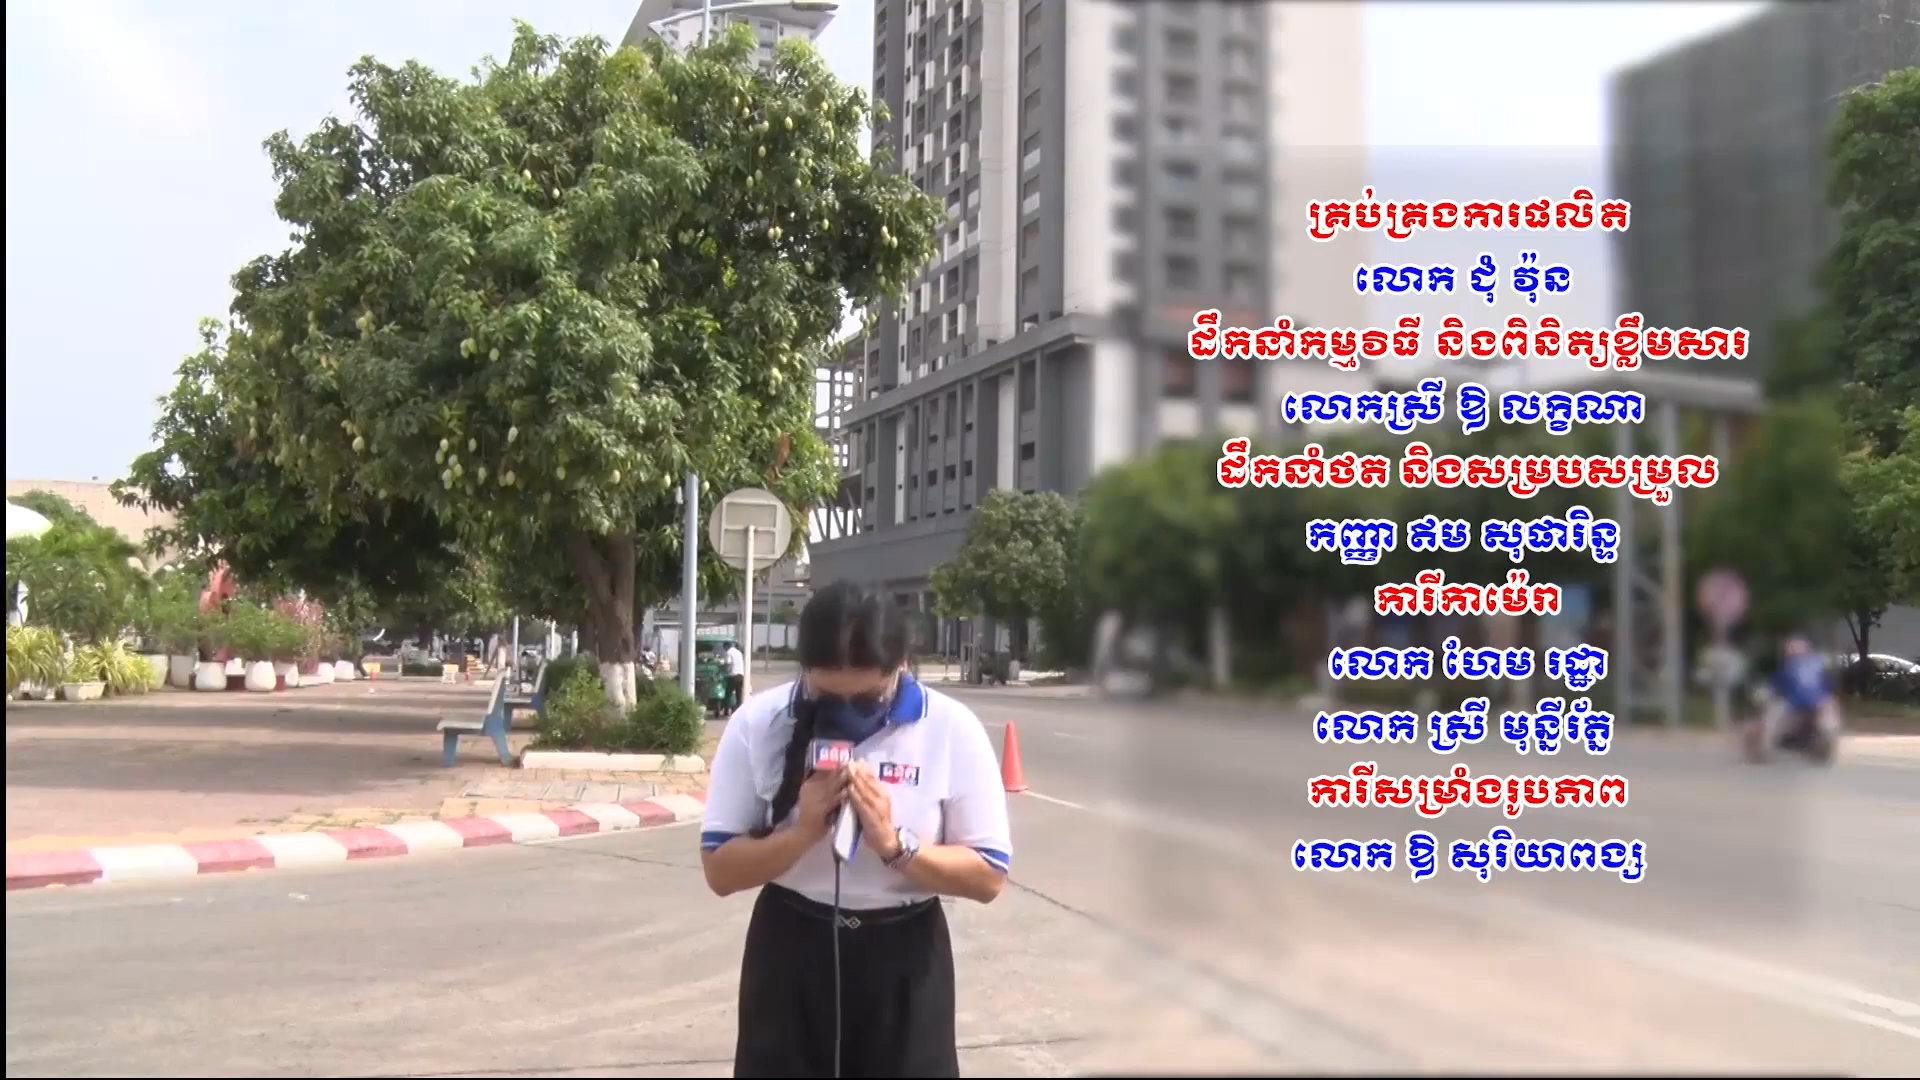 គ្រប់គ្រងការផលិត
លោក ជុំ វ៉ុន
ដឹកនាំកម្មវិធី និងពិនិត្យខ្លឹមសារ
លោកស្រី ឱ លក្ខណា
ដឹកនាំថត និងសម្របសម្រួល
កញ្ញា ឥម សុផារិន្ទ
ការីកាម៉េរ៉ា
លោក ហែម រដ្ឋា
លោក ស្រី មុន្នីរ័ត្ន
ការីសម្រាំងរូបភាព
លោក ឱ សុរិយាពង្ស